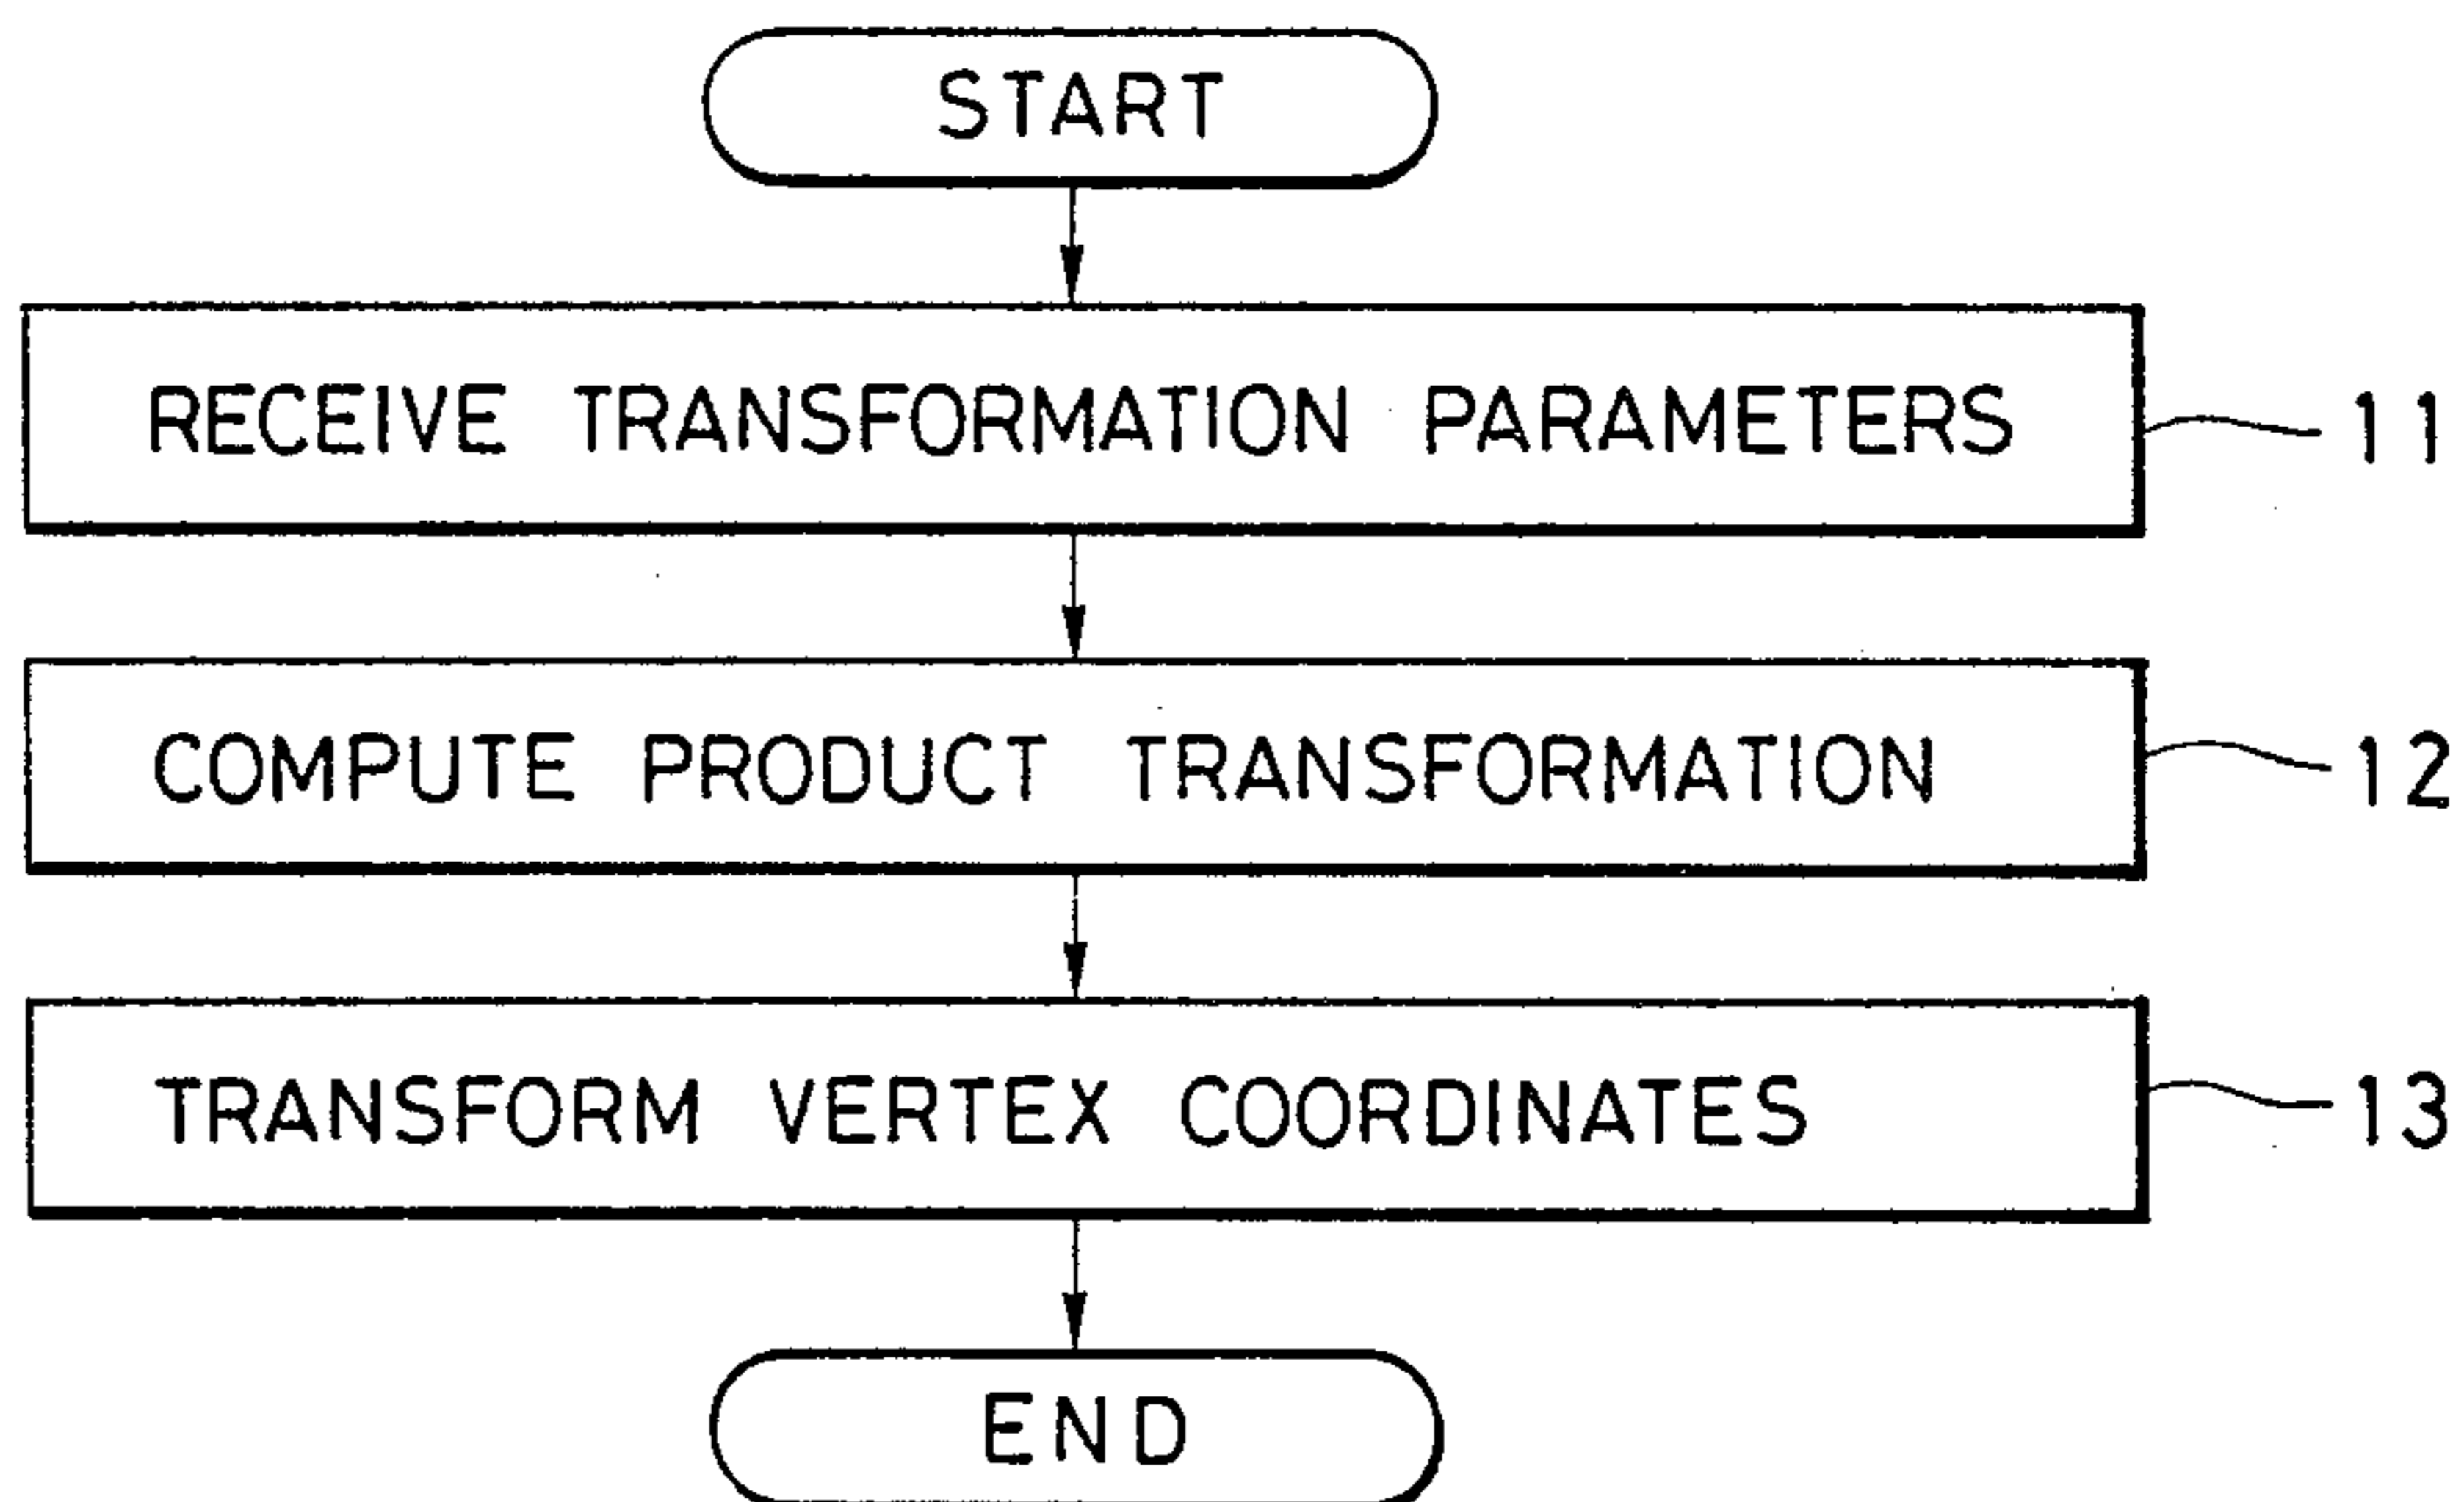 START
RECEIVE TRANSFORMATION PARAMETERS 11
COMPUTE PRODUCT TRANSFORMATION 12
TRANSFORM VERTEX COORDINATES 13
END